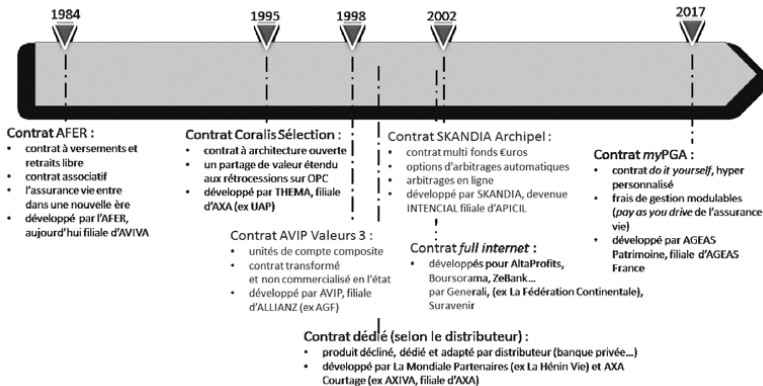 1984
1995
1998
2002
2017
Contrat AFER :
• contrat à versements et
retraits libre
• contrat associatif
• l'assurance vie entre
dans une nouvelle ère
• développé par l'AFER,
aujourd'hui filiale d'AVIVA
Contrat Coralis Sélection :
• contrat à architecture ouverte
• un partage de valeur étendu
aux rétrocessions sur OPC
• développé par THEMA, filiale
d'AXA (ex UAP)
Contrat AVIP Valeurs 3 :
• unités de compte composite
• contrat transformé
et non commercialisé en l'état
• développé par AVIP, filiale
d'ALLIANZ (ex AGF)
Contrat dédié (selon le distributeur) :
• produit décliné, dédié et adapté par distributeur (banque privée...)
• développé par La Mondiale Partenaires (ex La Hénin Vie) et AXA
Courtage (ex AXIVA, filiale d'AXA)
Contrat SKANDIA Archipel :
• contrat multi fonds €uros
• options d'arbitrages automatiques
• arbitrages en ligne
• développé par SKANDIA, devenue
INTENCIAL filiale d'APICIL
Contrat full internet :
• développés pour AltaProfits,
Boursorama, ZeBank...
par Generali, (ex La Fédération Continentale),
Suravenir
Contrat myPGA :
• contrat do it yourself, hyper
personnalisé
• frais de gestion modulables
(pay as you drive de l'assurance
vie)
• développé par AGEAS
Patrimoine, filiale d'AGEAS
France